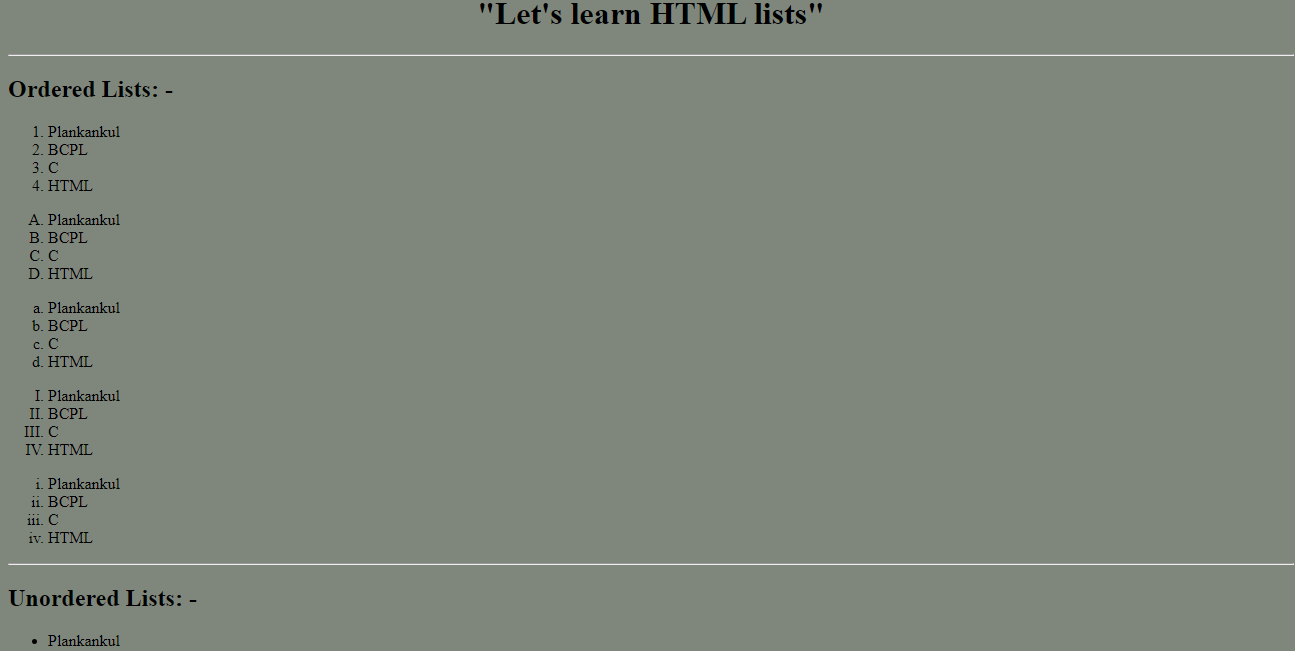 "Let's learn HTML lists"
Ordered Lists: -
1. Plankankul
2. BCPL
3. C
4. HTML
A. Plankankul
B. BCPL
C. C
D. HTML
a. Plankankul
b. BCPL
c. C
d. HTML
I. Plankankul
II. BCPL
III. C
IV. HTML
i. Plankankul
ii. BCPL
iii. C
iv. HTML
Unordered Lists: -
• Plankankul